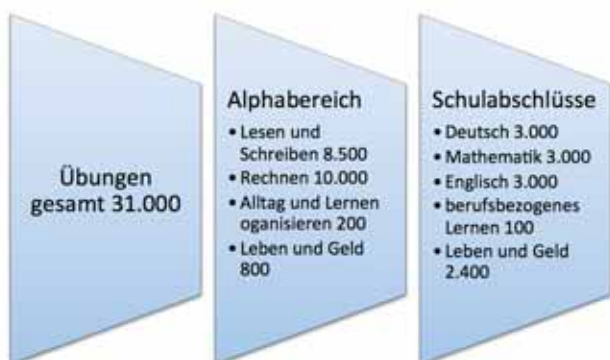 Übungen
gesamt 31.000
Alphabereich
• Lesen und
Schreiben 8.500
• Rechnen 10.000
• Alltag und Lernen
oganisieren 200
• Leben und Geld
800
Schulabschlüsse
• Deutsch 3.000
• Mathematik 3.000
• Englisch 3.000
• berufsbezogenes
Lernen 100
• Leben und Geld
2.400